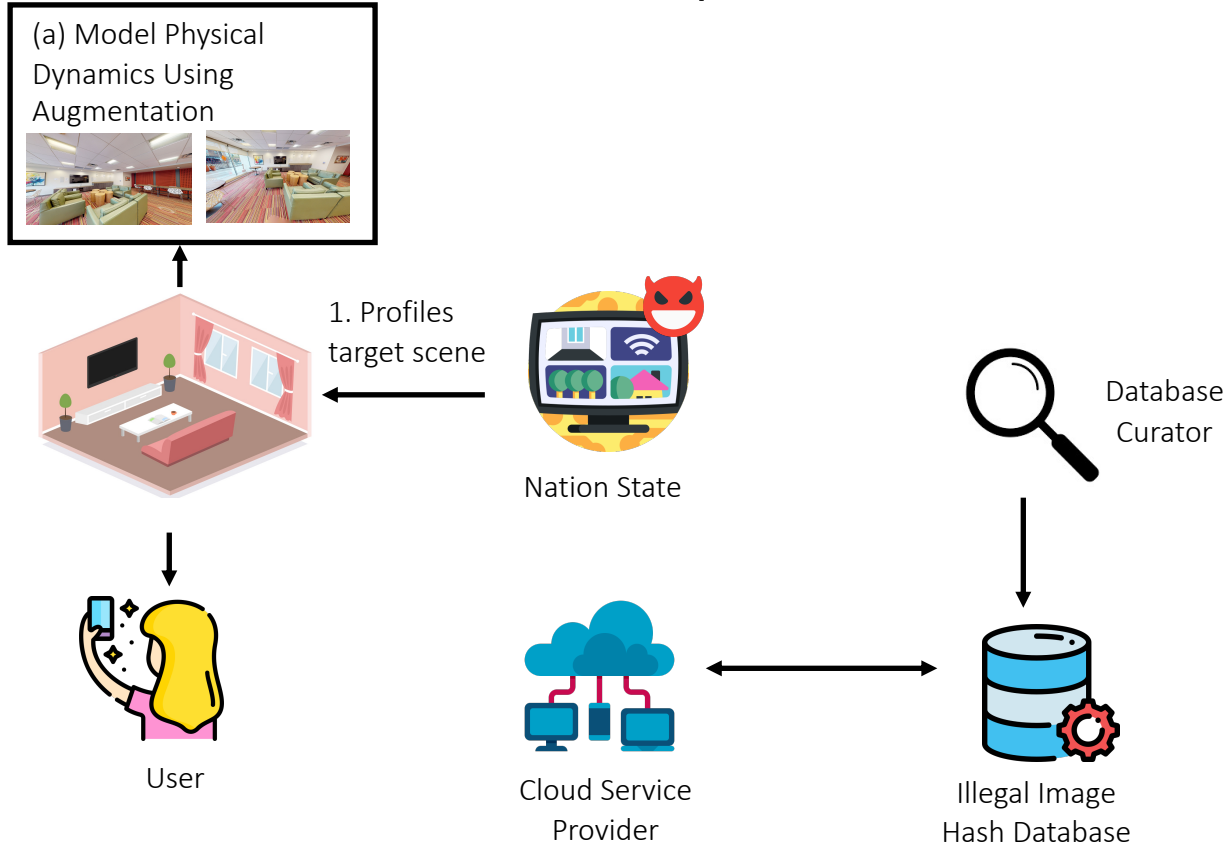 (a) Model Physical
Dynamics Using
Augmentation
1. Profiles
target scene
Nation State
Database
Curator
User
Cloud Service
Provider
Illegal Image
Hash Database